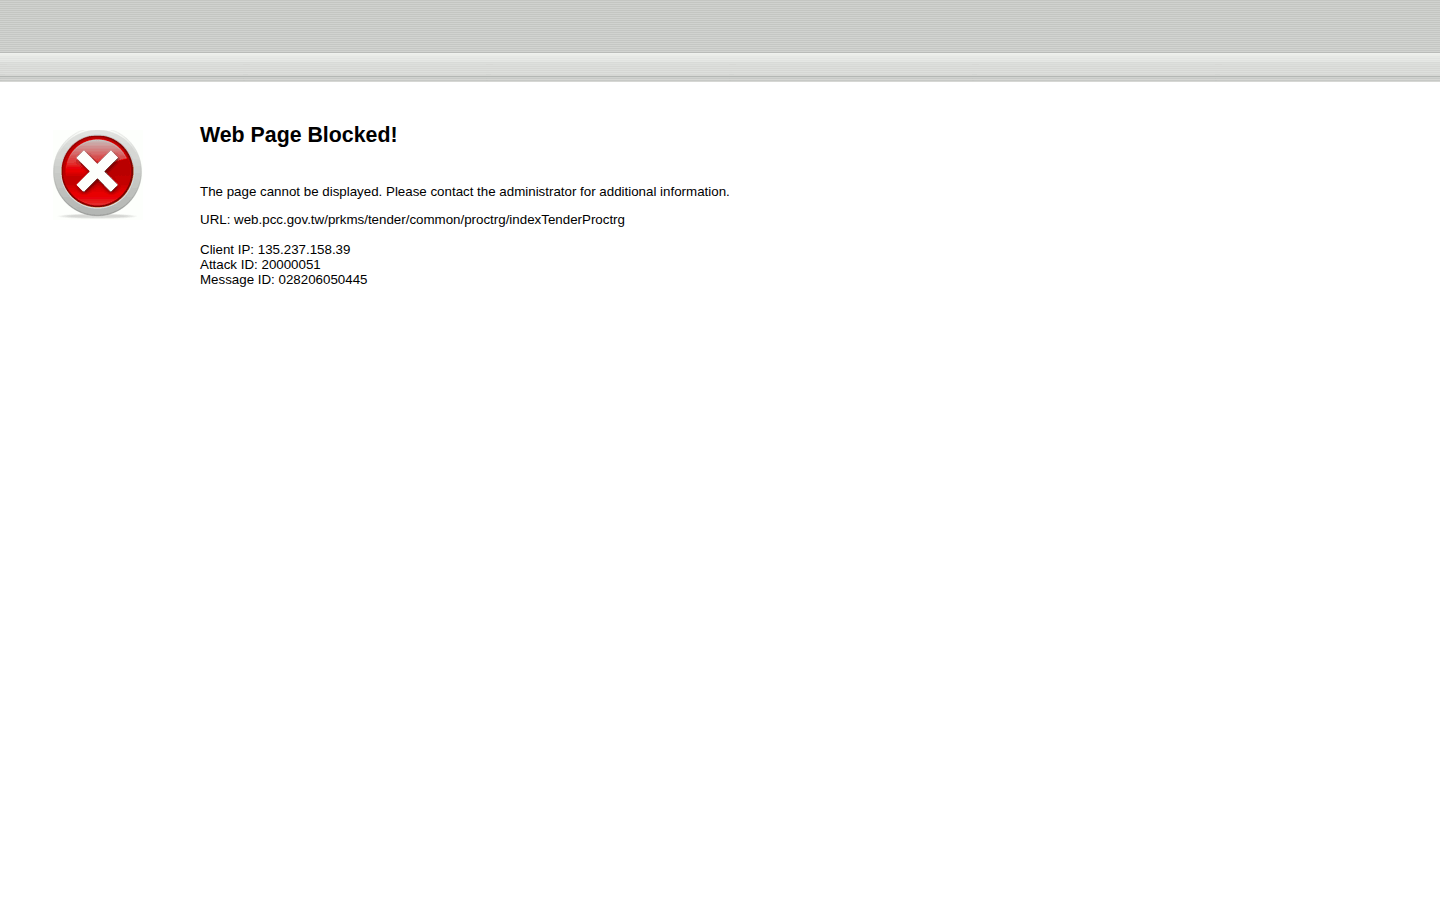 Web Page Blocked!
The page cannot be displayed. Please contact the administrator for additional information.
URL: web.pcc.gov.tw/prkms/tender/common/proctrg/indexTenderProctrg
Client IP: 135.237.158.39
Attack ID: 20000051
Message ID: 028206050445